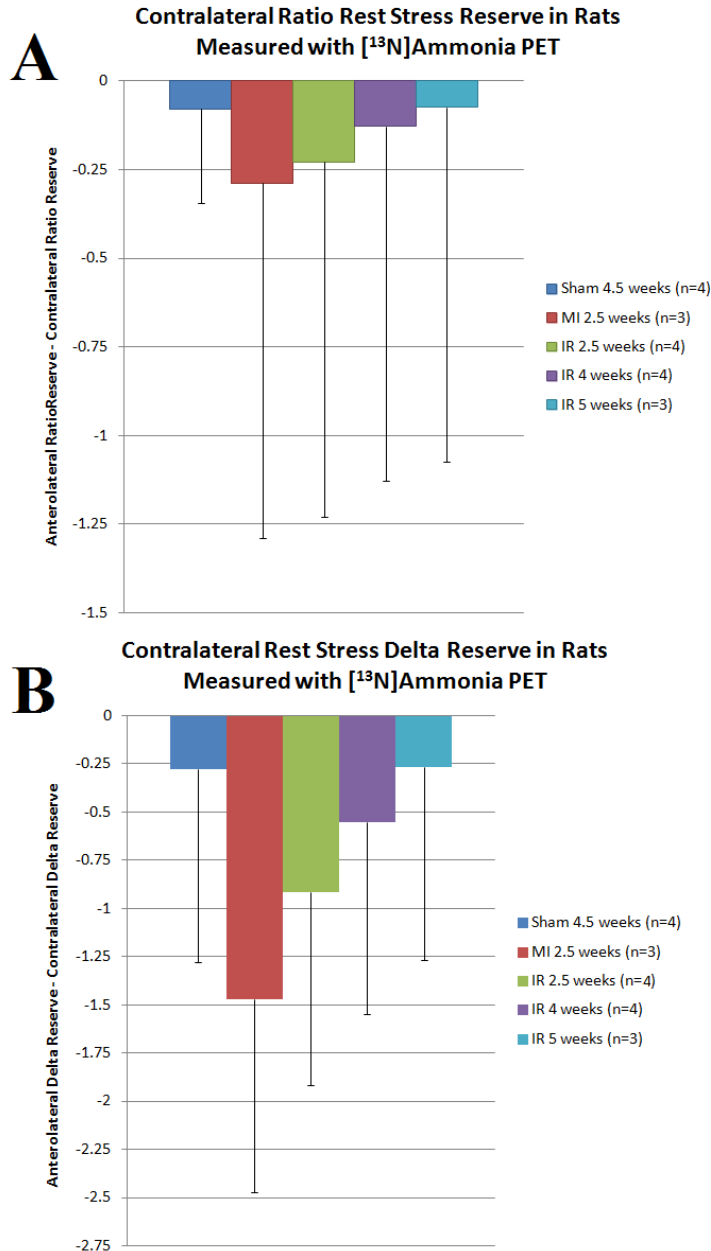 A
Contralateral Ratio Rest Stress Reserve in Rats
Measured with [¹³N]Ammonia PET
Anterolateral RatioReserve - Contralateral Ratio Reserve
0
-0.25
-0.5
-0.75
-1
-1.25
-1.5
Sham 4.5 weeks (n=4)
MI 2.5 weeks (n=3)
IR 2.5 weeks (n=4)
IR 4 weeks (n=4)
IR 5 weeks (n=3)
B
Contralateral Rest Stress Delta Reserve in Rats
Measured with [¹³N]Ammonia PET
Anterolateral Delta Reserve - Contralateral Delta Reserve
0
-0.25
-0.5
-0.75
-1
-1.25
-1.5
-1.75
-2
-2.25
-2.5
-2.75
Sham 4.5 weeks (n=4)
MI 2.5 weeks (n=3)
IR 2.5 weeks (n=4)
IR 4 weeks (n=4)
IR 5 weeks (n=3)